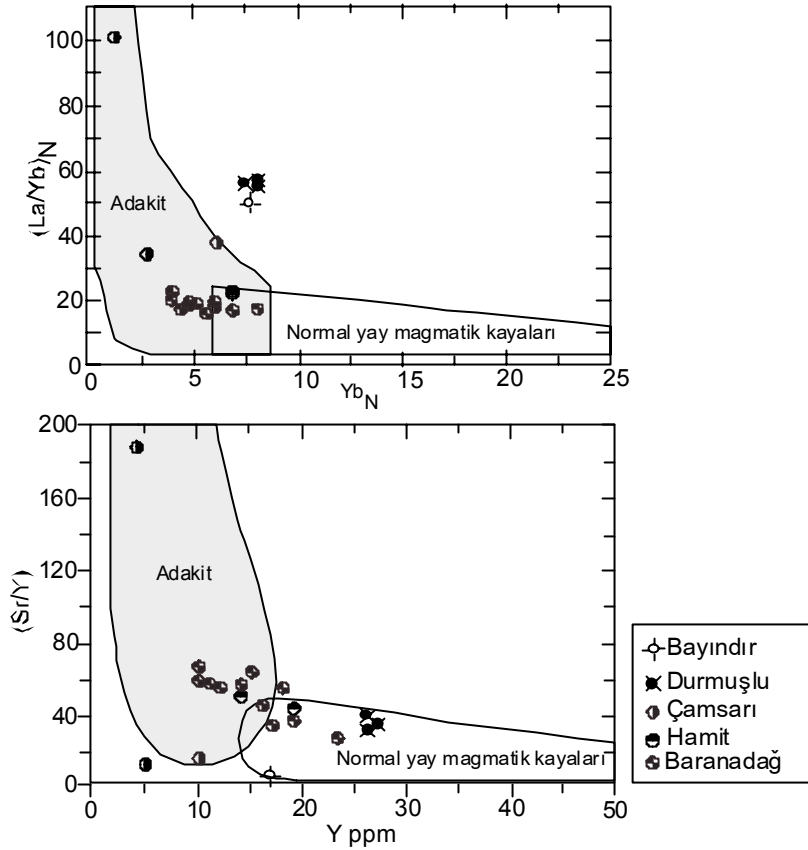 100
80
60
40
20
0
(La/Yb)N
Adakit
Normal yay magmatik kayaları
0
5
10
15
20
25
YbN
200
160
120
80
40
0
(Sr/Y)
Adakit
Normal yay magmatik kayaları
0
10
20
30
40
50
Y ppm
Bayındır
Durmuşlu
Çamsarı
Hamit
Baranadağ